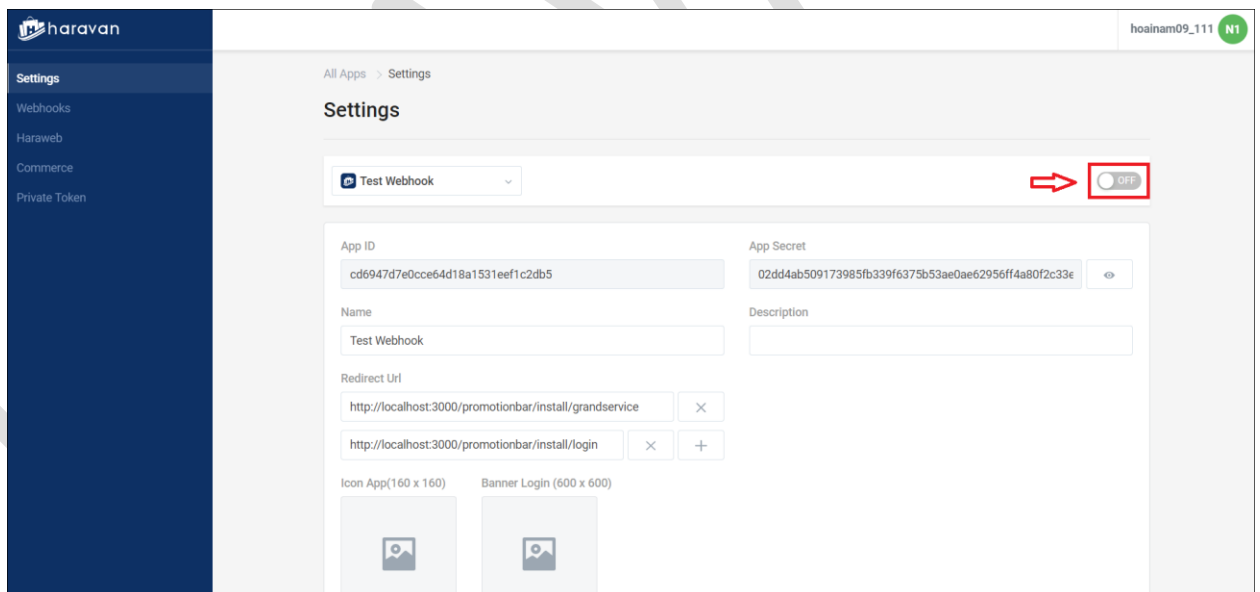 haravan
hoainam09_111 N1
Settings
Webhooks
Haraweb
Commerce
Private Token
All Apps > Settings
Settings
Test Webhook
OFF
App ID
App Secret
cd6947d7e0cce64d18a1531eef1c2db5
02dd4ab509173985fb339f6375b53ae0ae62956ff4a80f2c33e
Name
Description
Test Webhook
Redirect Url
http://localhost:3000/promotionbar/install/grandservice
http://localhost:3000/promotionbar/install/login
Icon App(160 x 160)
Banner Login (600 x 600)